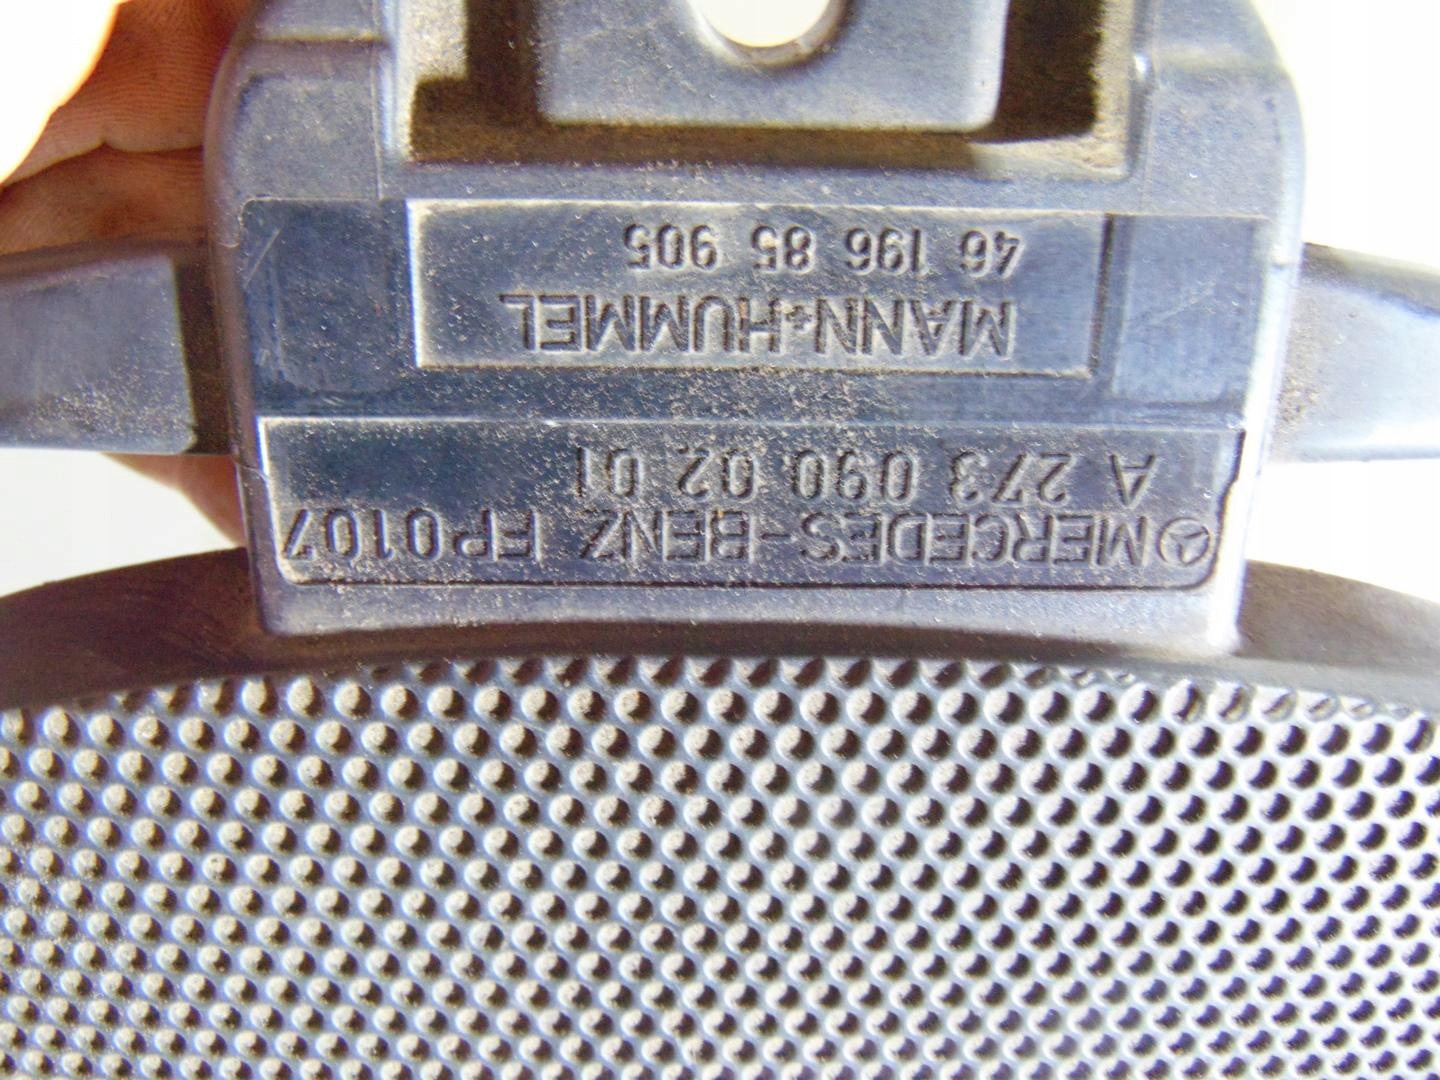 MERCEDES-BENZ FP0107
A 273 090 02 01
MANN+HUMMEL
46 196 85 905